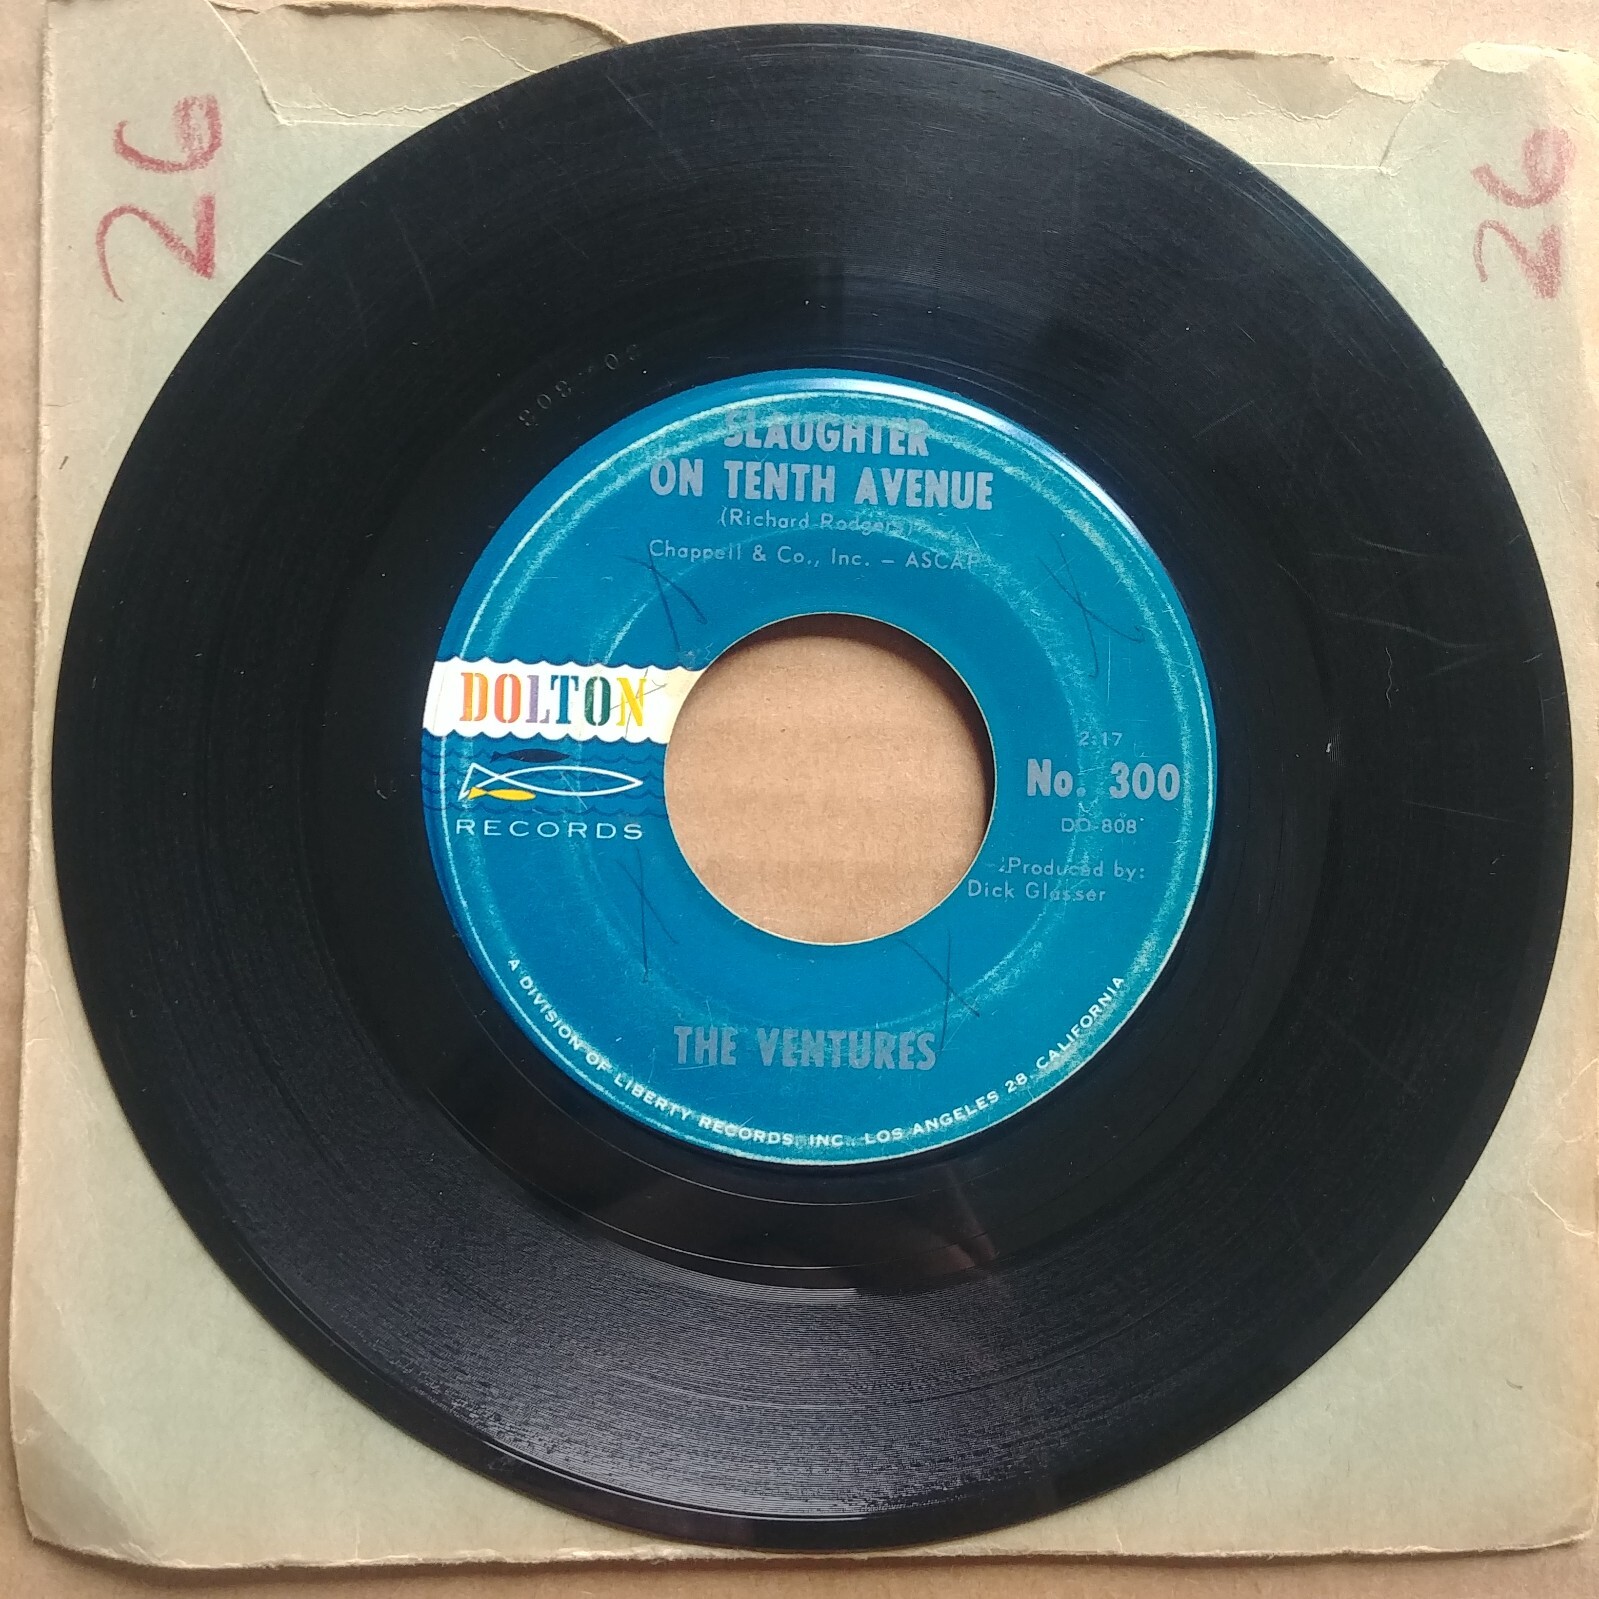 26
26
SLAUGHTER
ON TENTH AVENUE
(Richard Rodgers)
Chappell & Co., Inc. – ASCAP
DOLTON
RECORDS
2:17
No. 300
DO-808
Produced by:
Dick Glasser
THE VENTURES
A DIVISION OF LIBERTY RECORDS, INC. LOS ANGELES 28, CALIFORNIA